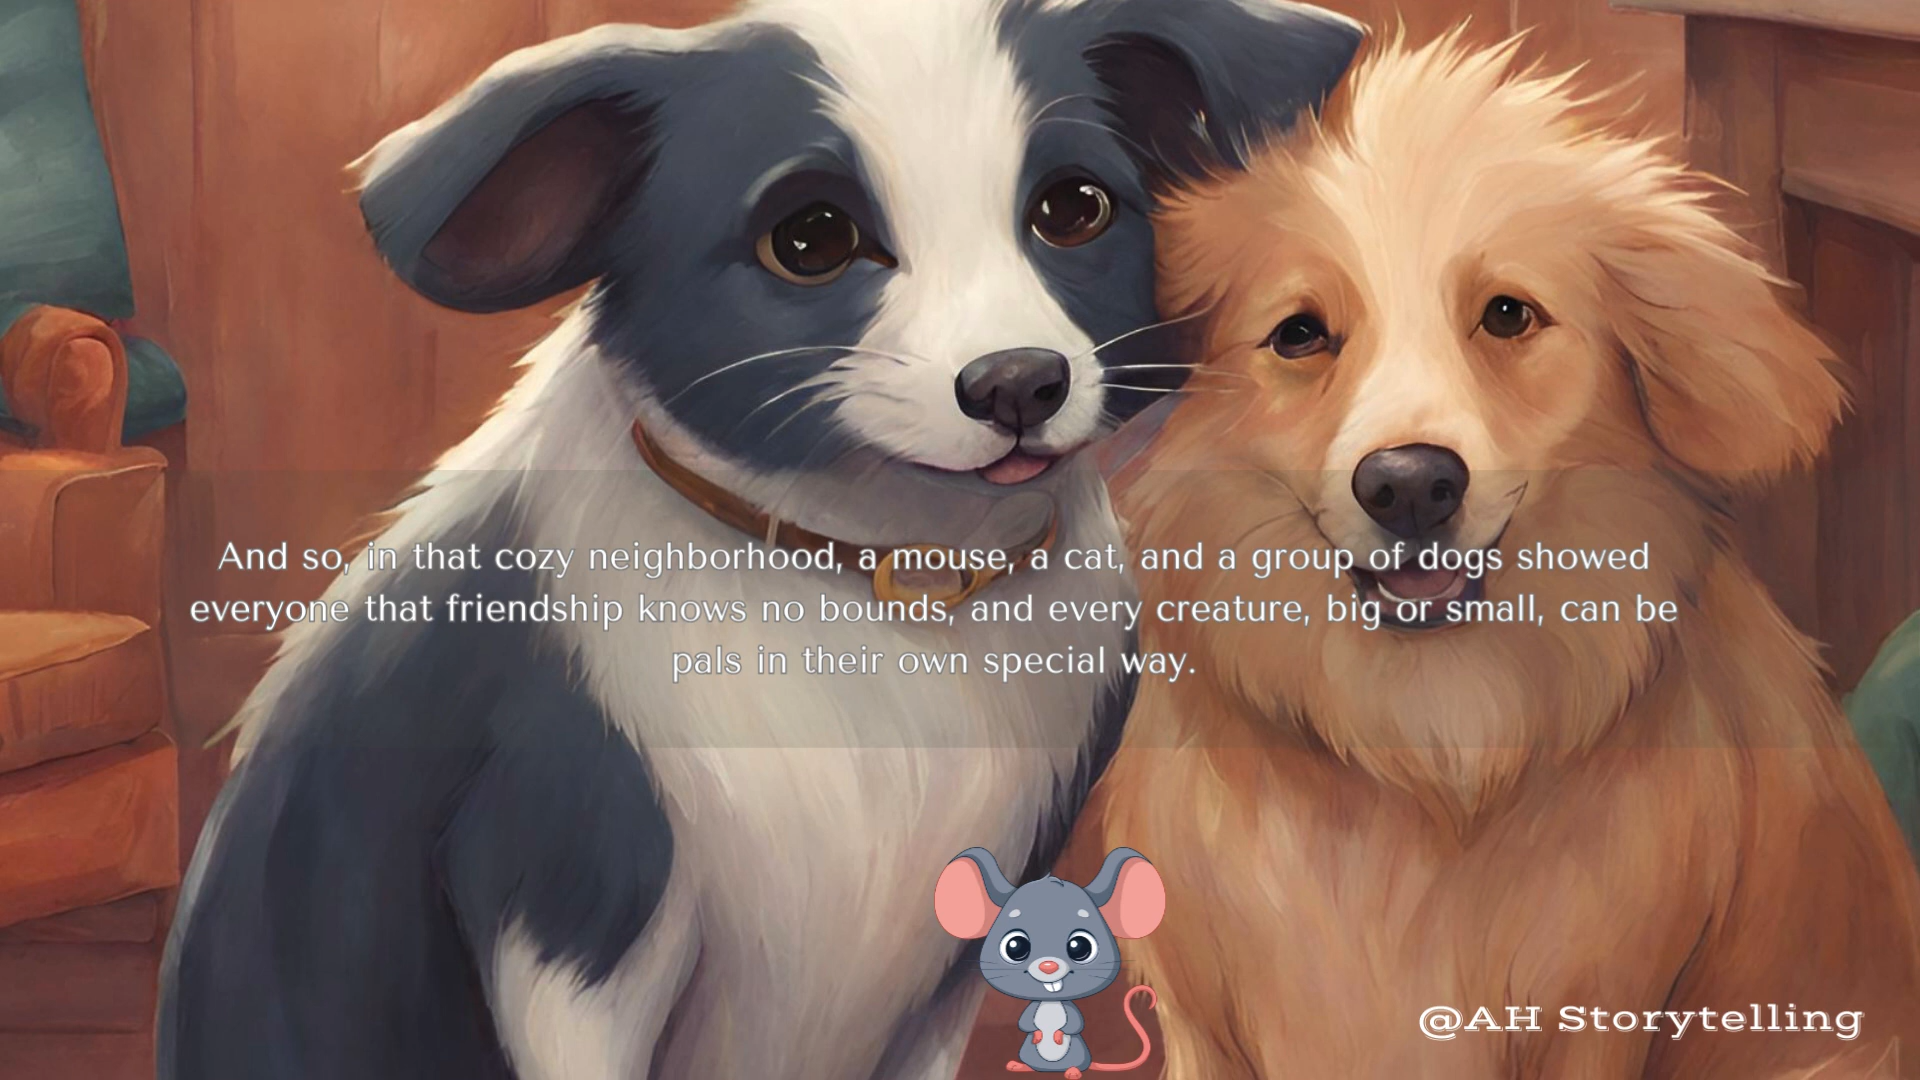 And so, in that cozy neighborhood, a mouse, a cat, and a group of dogs showed
everyone that friendship knows no bounds, and every creature, big or small, can be
pals in their own special way.
@AH Storytelling